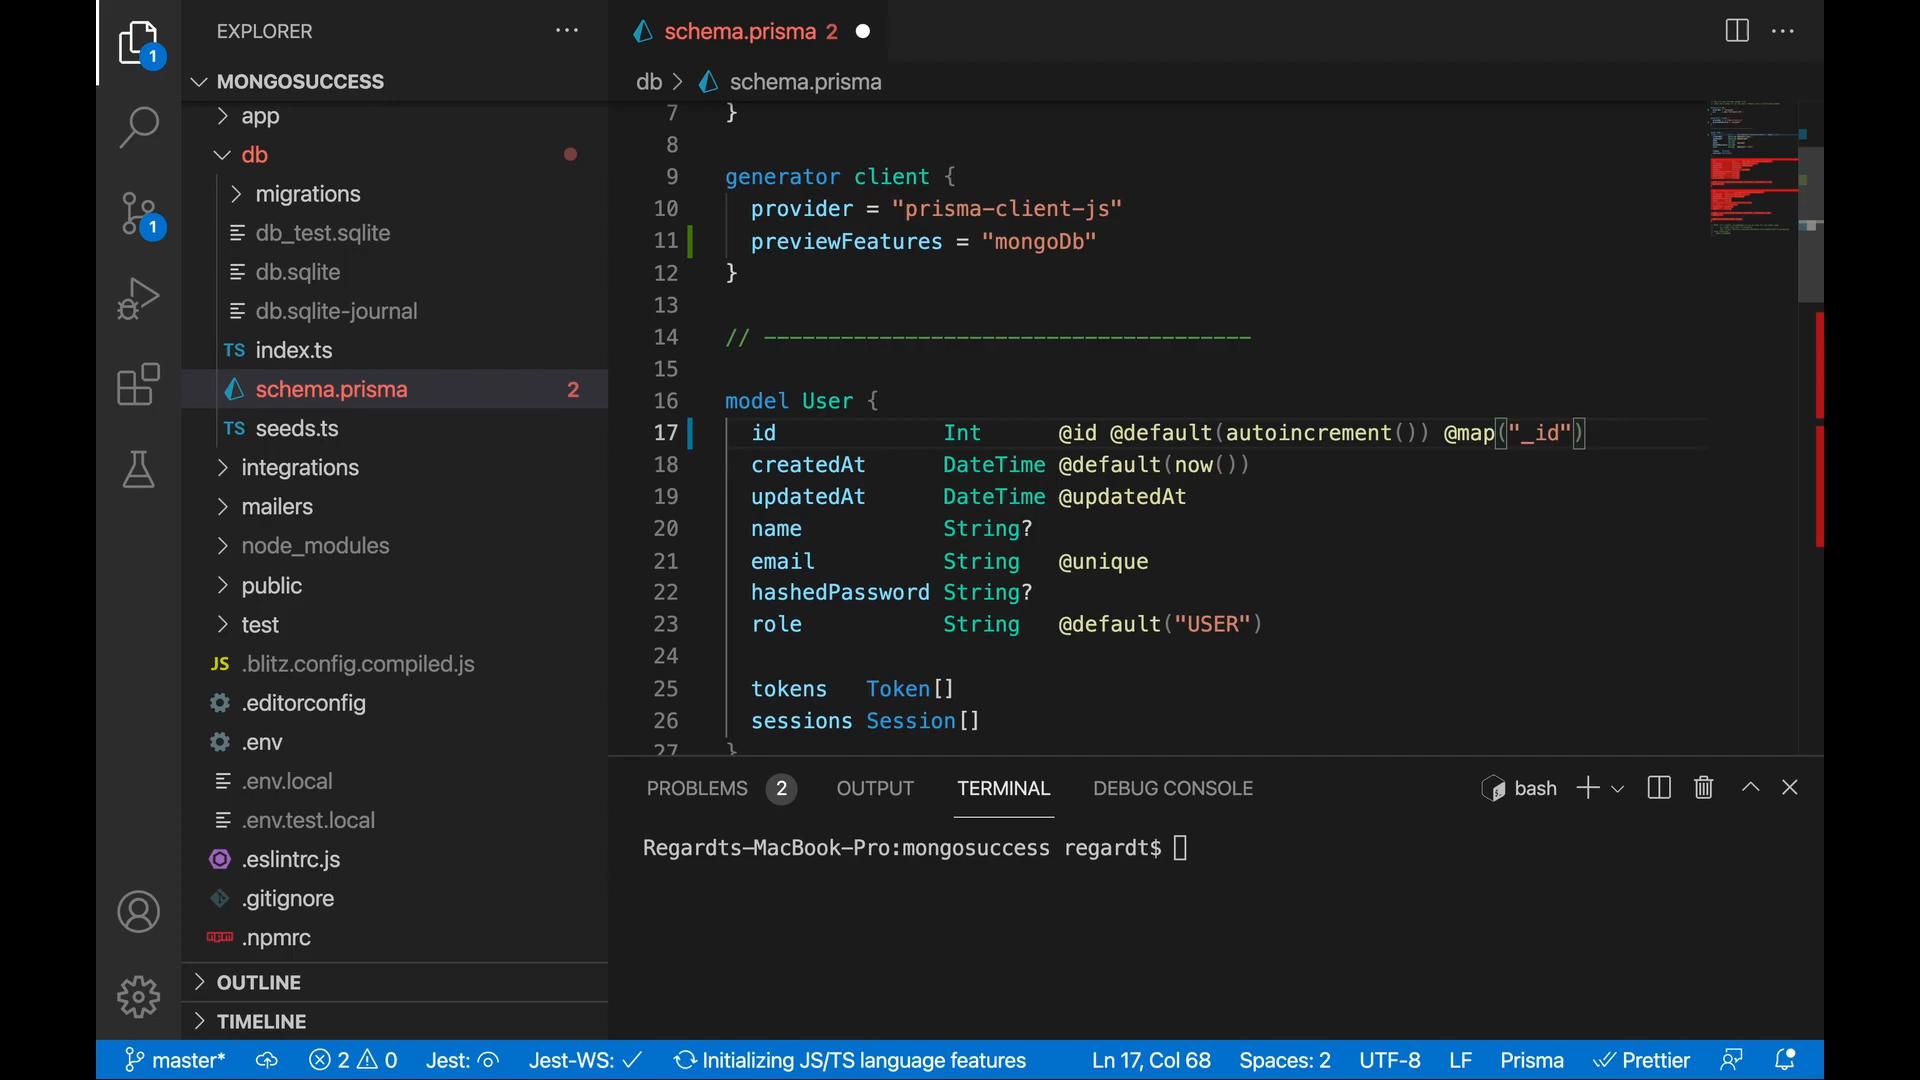 EXPLORER
MONGOSUCCESS
app
db
migrations
db_test.sqlite
db.sqlite
db.sqlite-journal
TS index.ts
schema.prisma 2
TS seeds.ts
integrations
mailers
node_modules
public
test
JS .blitz.config.compiled.js
.editorconfig
.env
.env.local
.env.test.local
.eslintrc.js
.gitignore
.npmrc
OUTLINE
TIMELINE
1
1
schema.prisma 2
db > schema.prisma
7 }
8
9 generator client {
10 provider = "prisma-client-js"
11 previewFeatures = "mongoDb"
12 }
13
14 // --------------------------------------
15
16 model User {
17 id Int @id @default(autoincrement()) @map("_id")
18 createdAt DateTime @default(now())
19 updatedAt DateTime @updatedAt
20 name String?
21 email String @unique
22 hashedPassword String?
23 role String @default("USER")
24
25 tokens Token[]
26 sessions Session[]
27 }
PROBLEMS 2 OUTPUT TERMINAL DEBUG CONSOLE bash
Regardts-MacBook-Pro:mongosuccess regardt$
master* 2 0 Jest: Jest-WS: Initializing JS/TS language features Ln 17, Col 68 Spaces: 2 UTF-8 LF Prisma Prettier